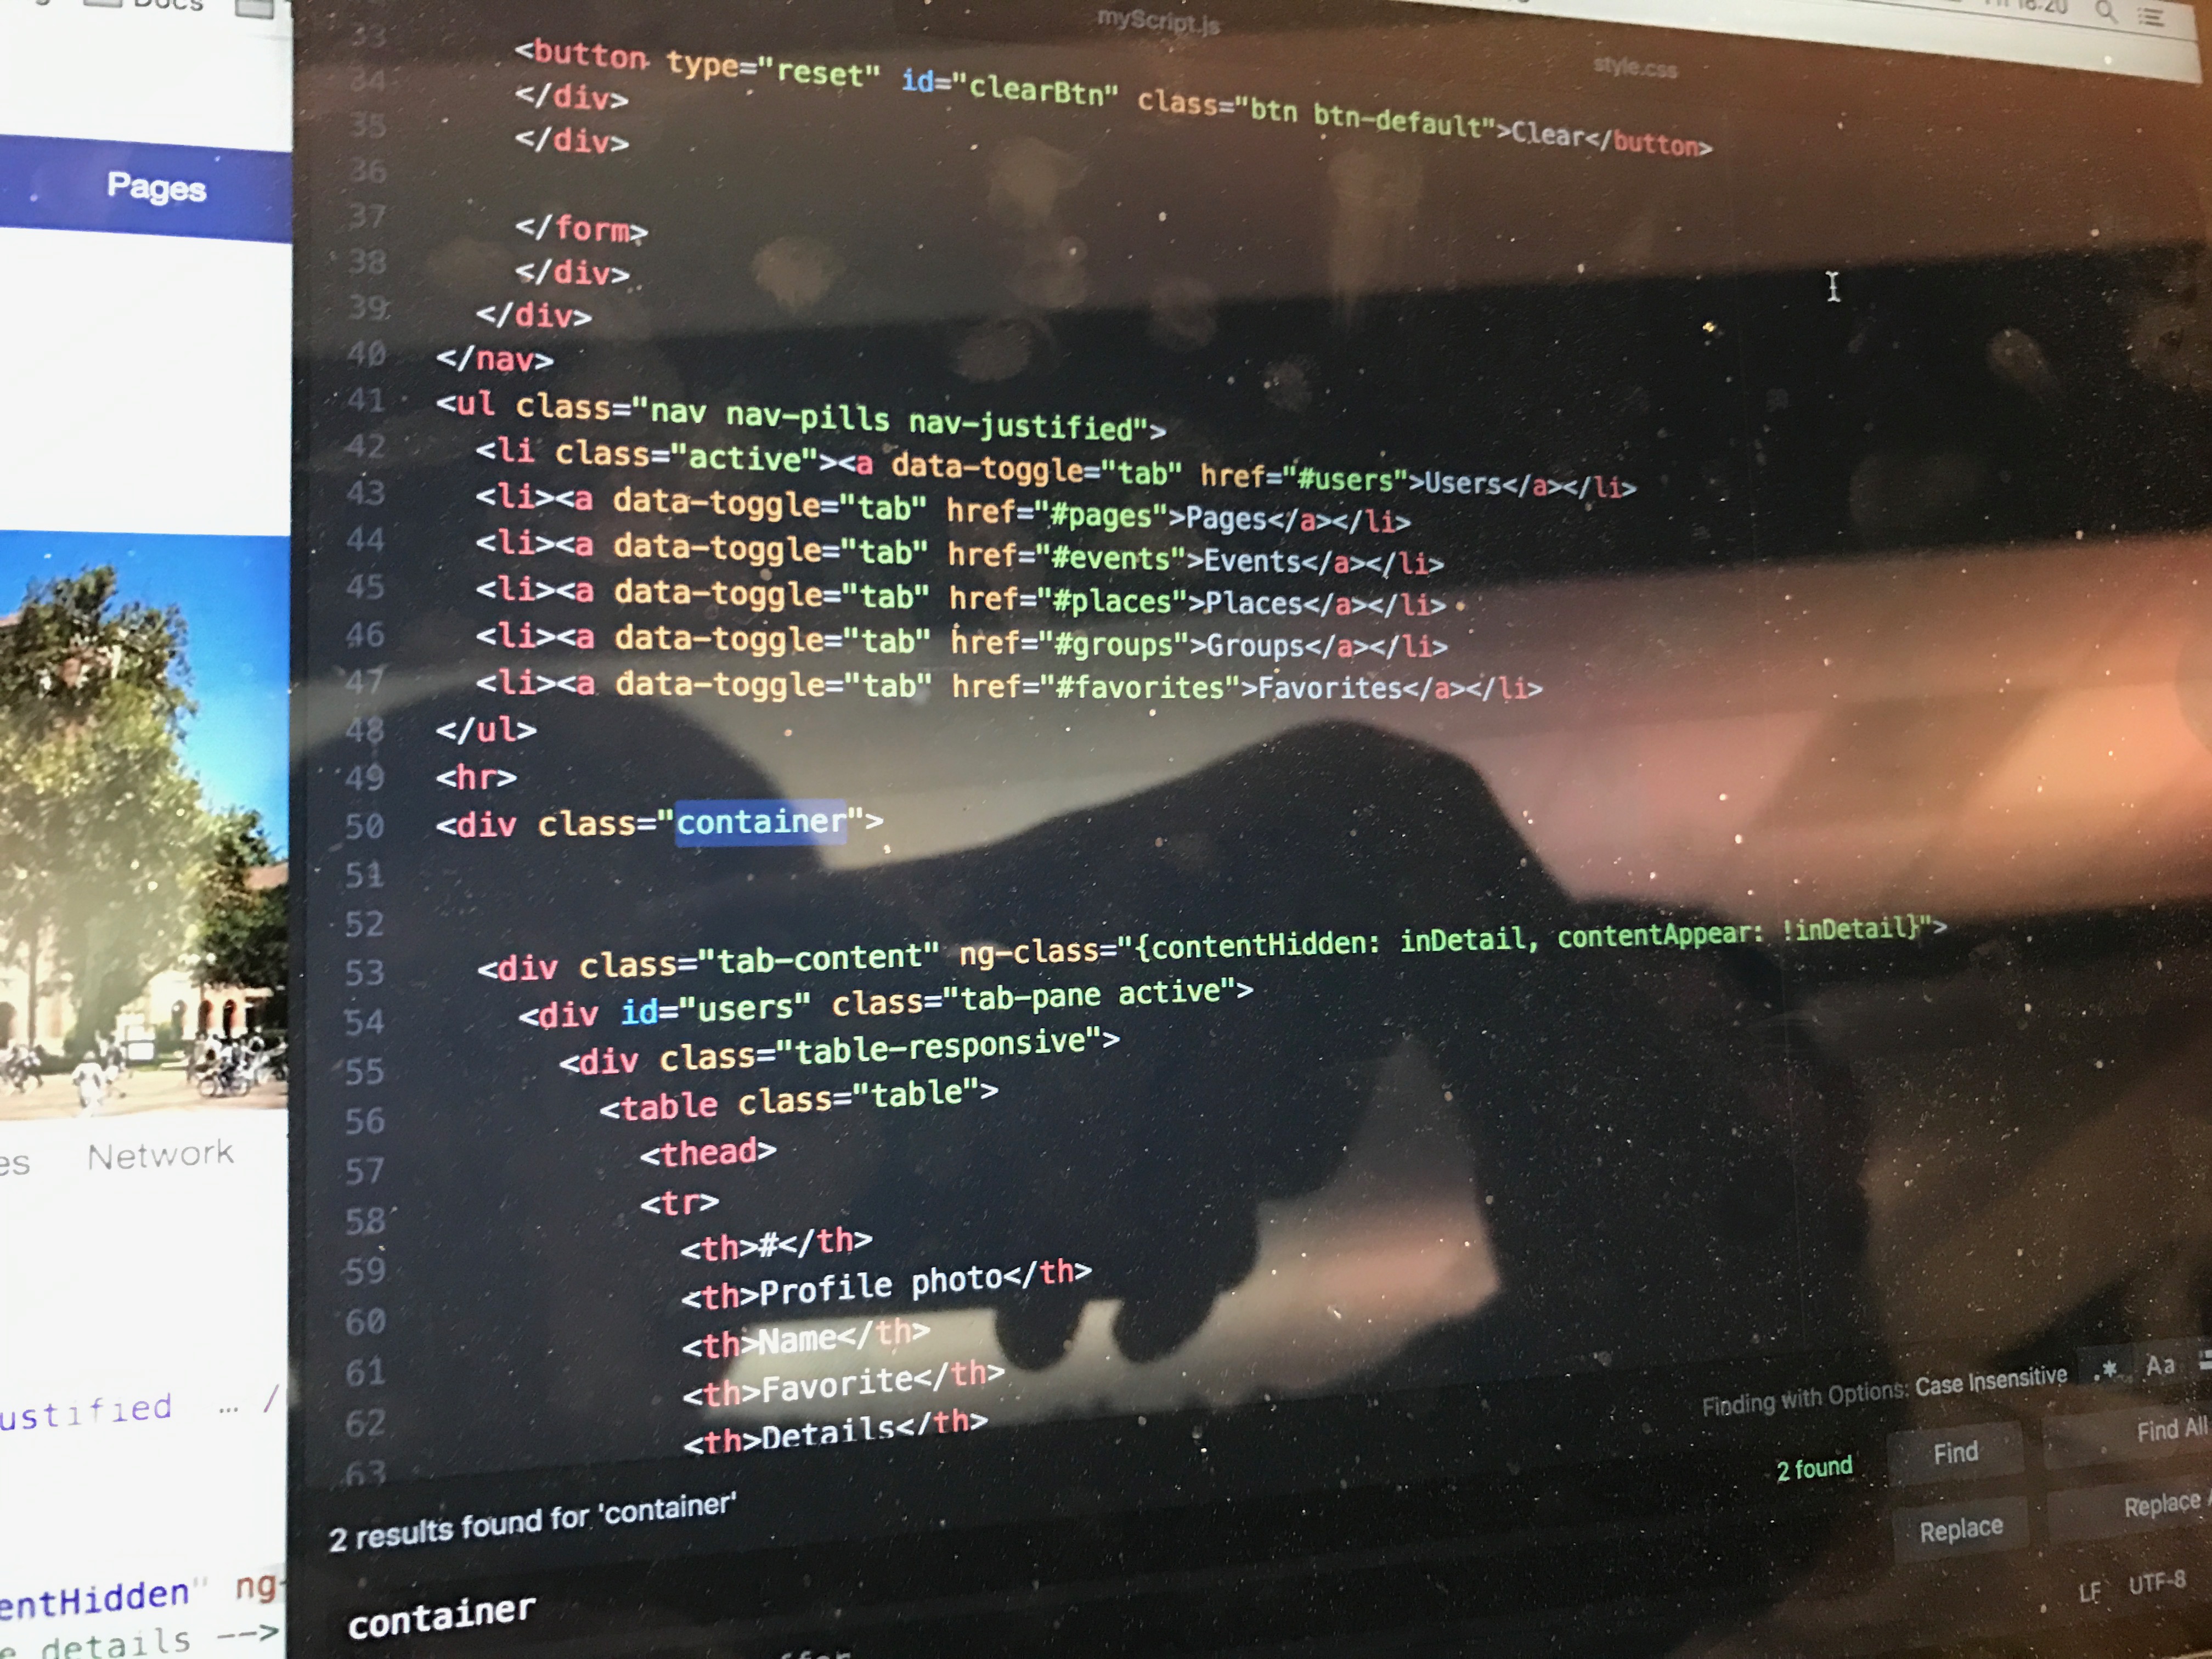 Docs
18:20
myScript.js
style.css
Pages
33
<button type="reset" id="clearBtn" class="btn btn-default">Clear</button>
34 </div>
35 </div>
36
37 </form>
38 </div>
39 </div>
40 </nav>
41 <ul class="nav nav-pills nav-justified">
42 <li class="active"><a data-toggle="tab" href="#users">Users</a></li>
43 <li><a data-toggle="tab" href="#pages">Pages</a></li>
44 <li><a data-toggle="tab" href="#events">Events</a></li>
45 <li><a data-toggle="tab" href="#places">Places</a></li>
46 <li><a data-toggle="tab" href="#groups">Groups</a></li>
47 <li><a data-toggle="tab" href="#favorites">Favorites</a></li>
48 </ul>
49 <hr>
50 <div class="container">
51
52
53 <div class="tab-content" ng-class="{contentHidden: inDetail, contentAppear: !inDetail}">
54 <div id="users" class="tab-pane active">
55 <div class="table-responsive">
56 <table class="table">
57 <thead>
58 <tr>
59 <th>#</th>
60 <th>Profile photo</th>
61 <th>Name</th>
62 <th>Favorite</th>
63 <th>Details</th>
es Network
ustified … /
entHidden" ng-
e details -->
Finding with Options: Case Insensitive .* Aa
2 results found for 'container'
2 found Find Find All
container
Replace Replace
LF UTF-8